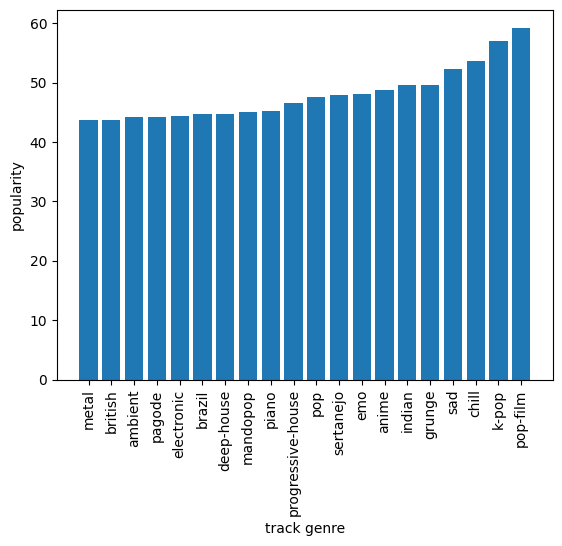 60
50
40
30
20
10
0
popularity
metal
british
ambient
pagode
electronic
brazil
deep-house
mandopop
piano
progressive-house
pop
sertanejo
emo
anime
indian
grunge
sad
chill
k-pop
pop-film
track genre